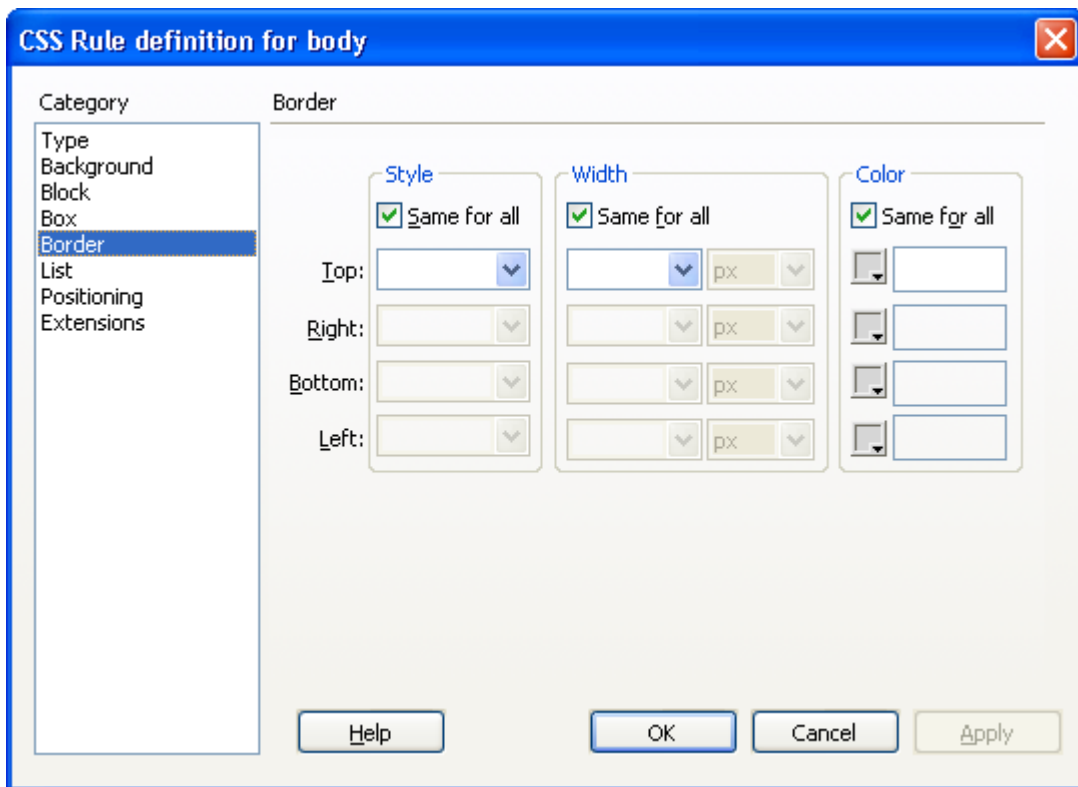 CSS Rule definition for body
Category
Type
Background
Block
Box
Border
List
Positioning
Extensions
Border
Style
Width
Color
Same for all
Same for all
Same for all
Top:
px
Right:
px
Bottom:
px
Left:
px
Help
OK
Cancel
Apply